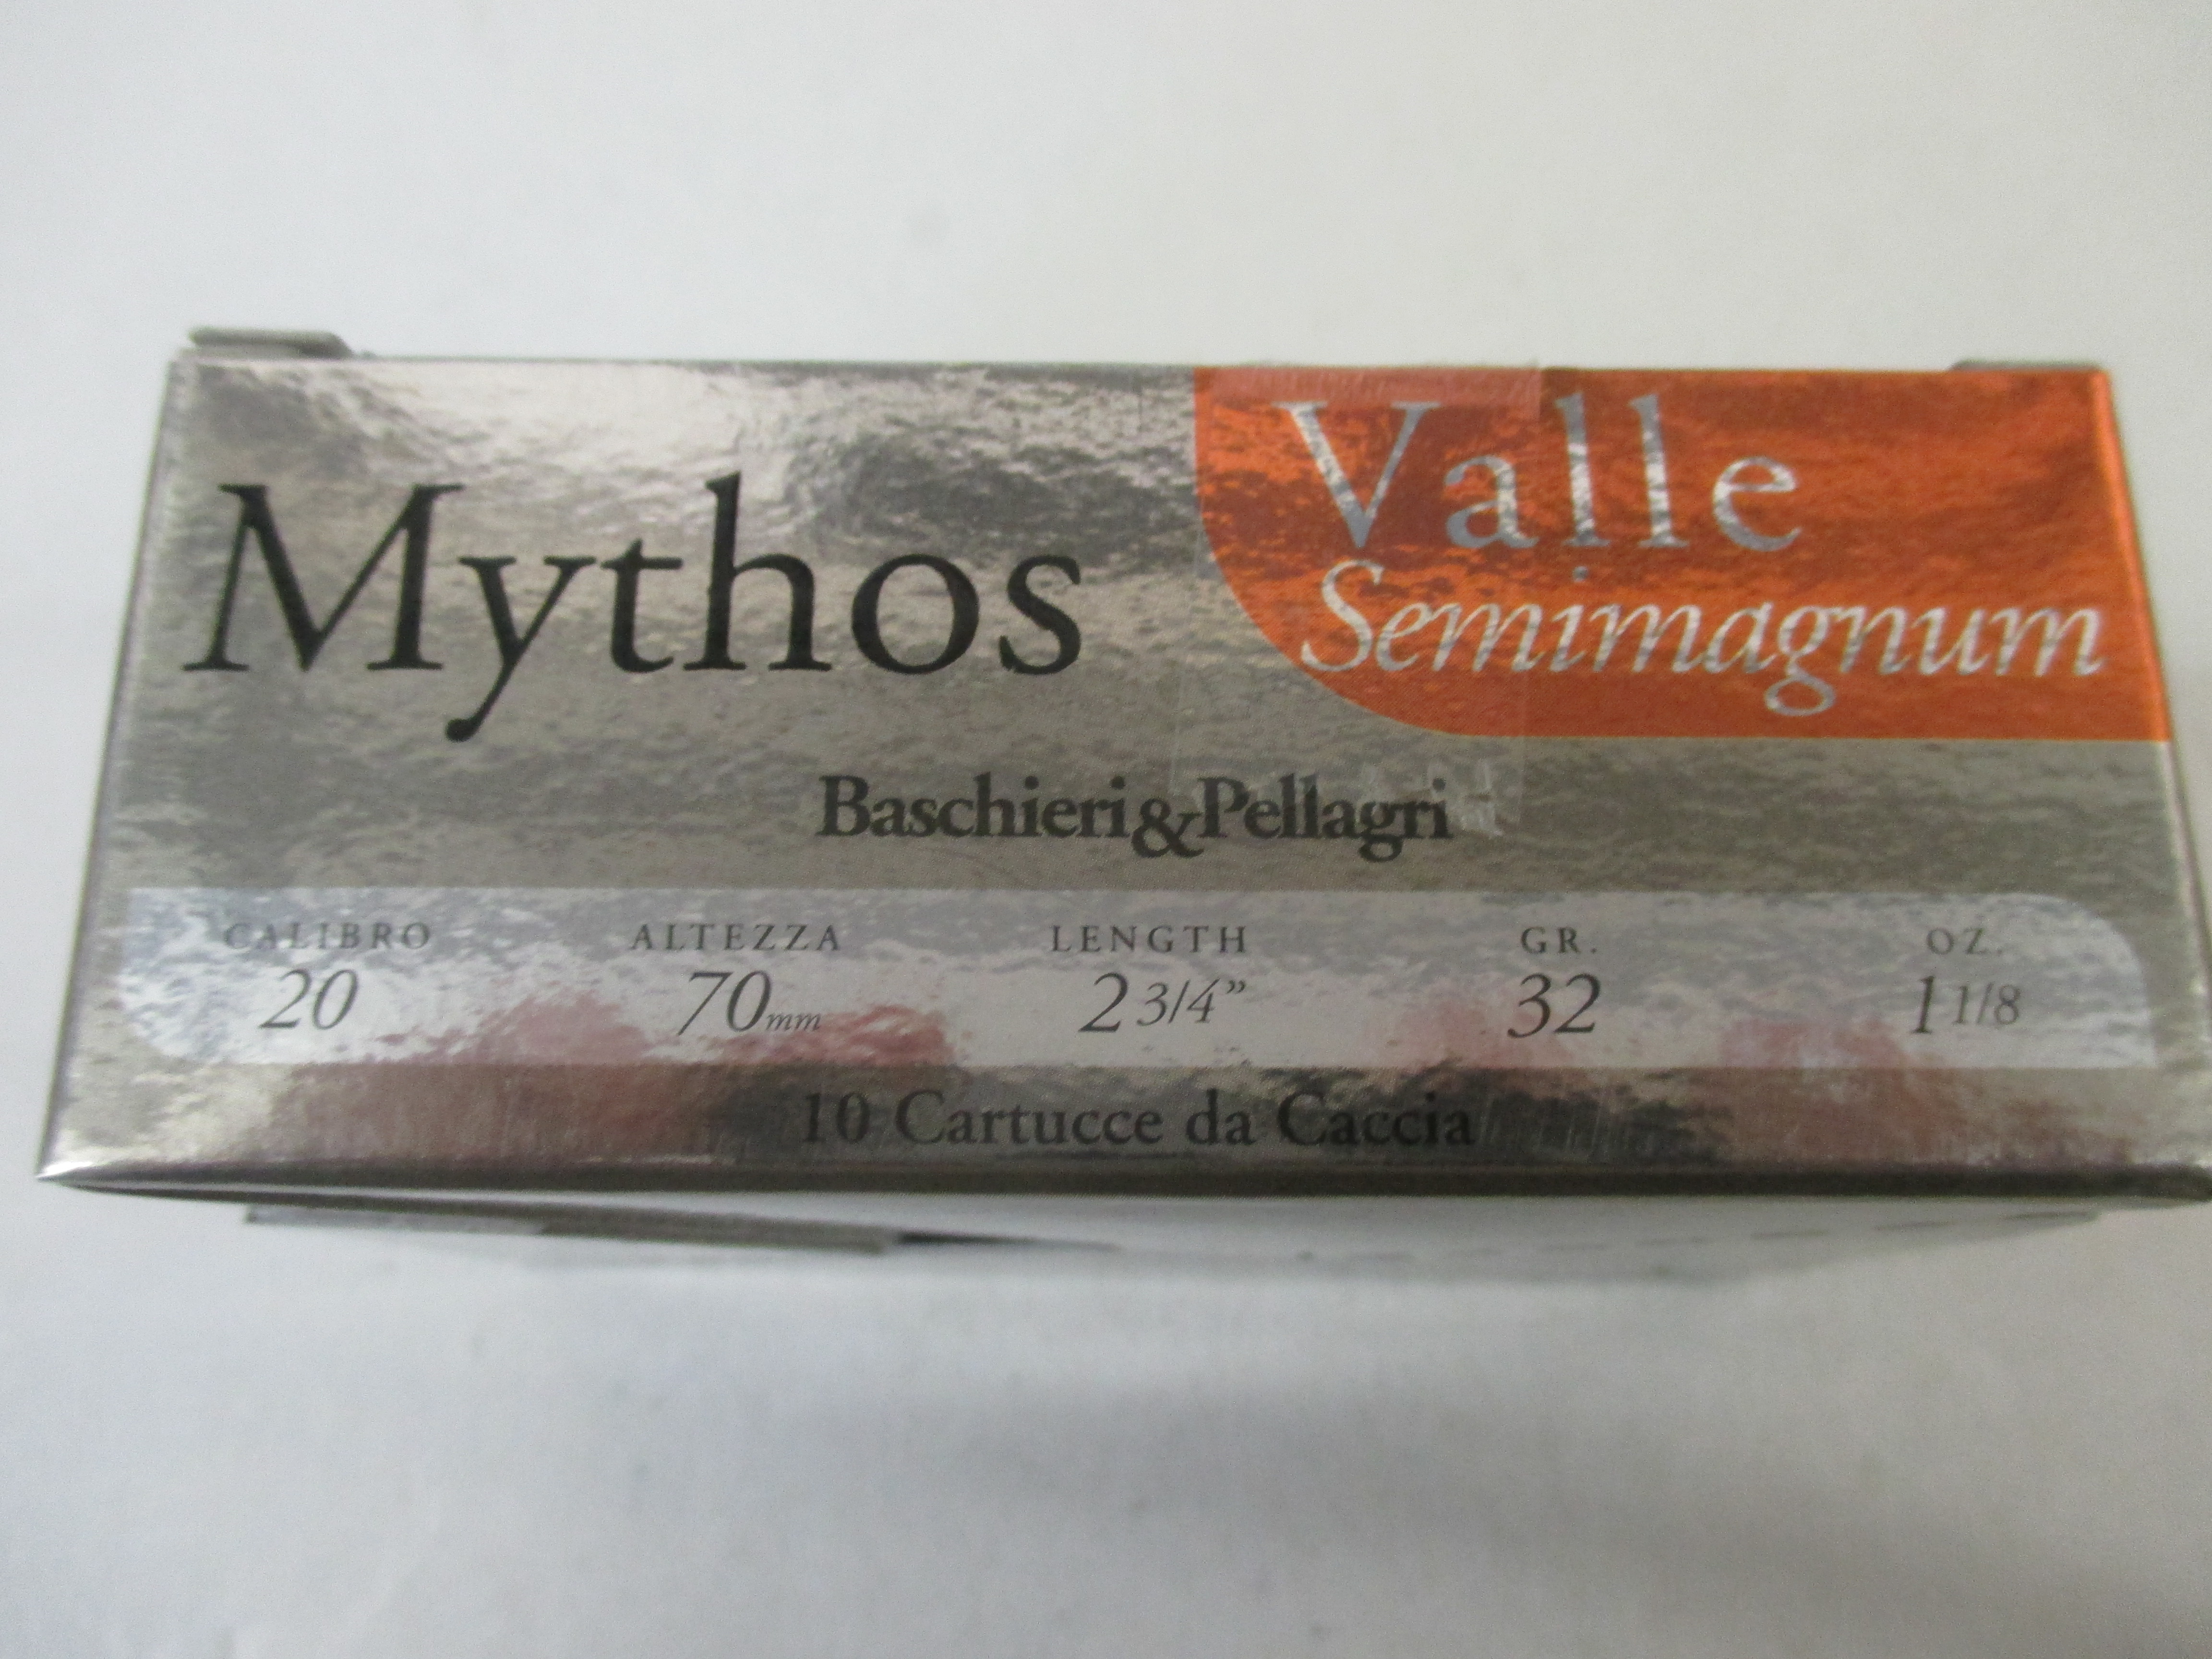 Mythos
Valle
Semimagnum
Baschieri&Pellagri
CALIBRO ALTEZZA LENGTH GR. OZ.
20 70mm 2 3/4” 32 1 1/8
10 Cartucce da Caccia